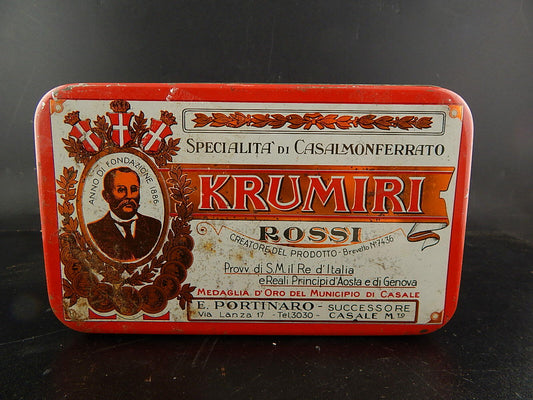 ANNO DI FONDAZIONE 1886.
SPECIALITA' DI CASALMONFERRATO
KRUMIRI
ROSSI
CREATORE DEL PRODOTTO - Brevetto Nº 7436
Provv. di S.M. il Re d'Italia
e Reali Principi d'Aosta e di Genova
MEDAGLIA D'ORO DEL MUNICIPIO DI CASALE
E. PORTINARO - SUCCESSORE
Via Lanza 17 - Tel. 3030 - CASALE Mto